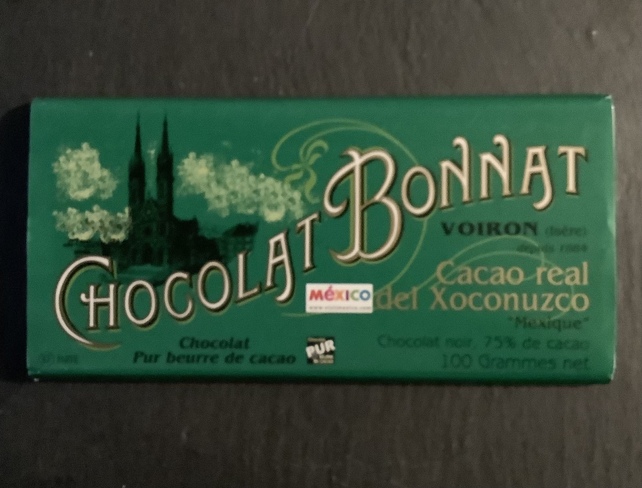 CHOCOLAT BONNAT
VOIRON (Isère)
depuis 1884
Cacao real
del Xoconuzco
"Mexique"
MéXICO
Chocolat noir, 75% de cacao
100 Grammes net
Chocolat
Pur beurre de cacao
PUR